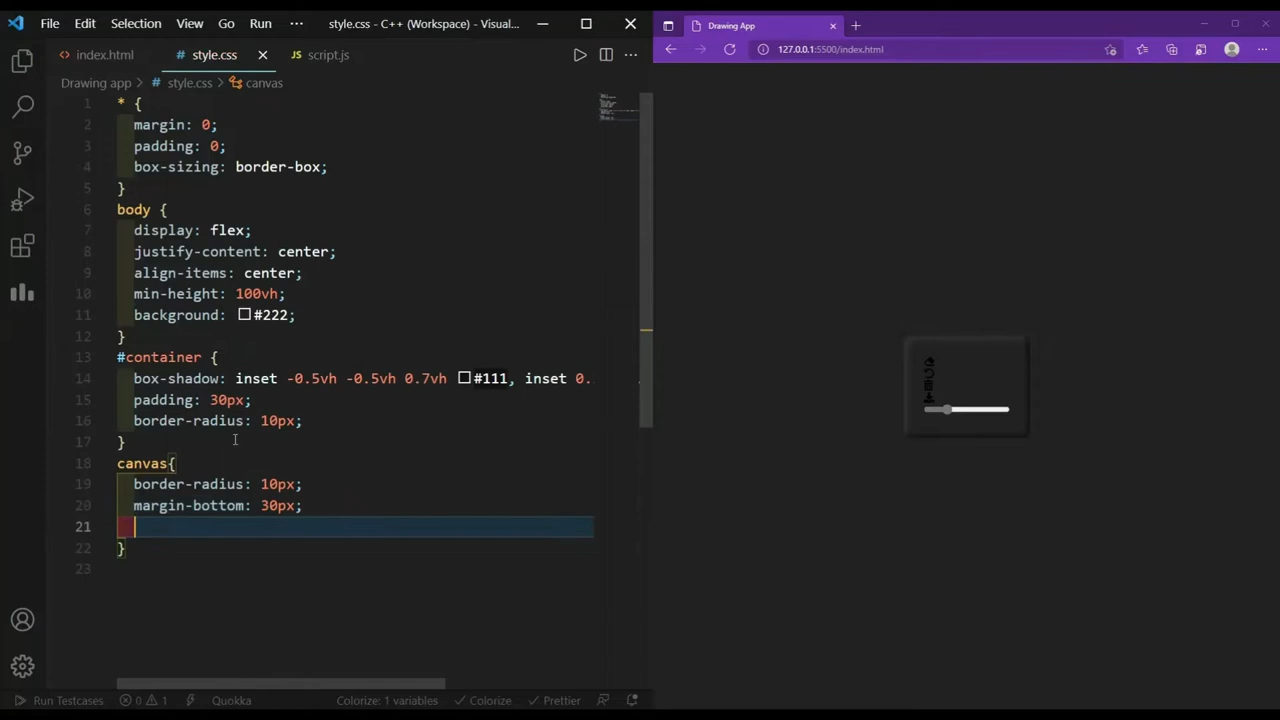 File Edit Selection View Go Run ··· style.css - C++ (Workspace) - Visual...
Drawing App
index.html # style.css JS script.js
127.0.0.1:5500/index.html
Drawing app > # style.css > canvas
1 * {
2 margin: 0;
3 padding: 0;
4 box-sizing: border-box;
5 }
6 body {
7 display: flex;
8 justify-content: center;
9 align-items: center;
10 min-height: 100vh;
11 background: #222;
12 }
13 #container {
14 box-shadow: inset -0.5vh -0.5vh 0.7vh #111, inset 0.
15 padding: 30px;
16 border-radius: 10px;
17 }
18 canvas{
19 border-radius: 10px;
20 margin-bottom: 30px;
21
22 }
23
Run Testcases 0 1 Quokka Colorize: 1 variables Colorize Prettier